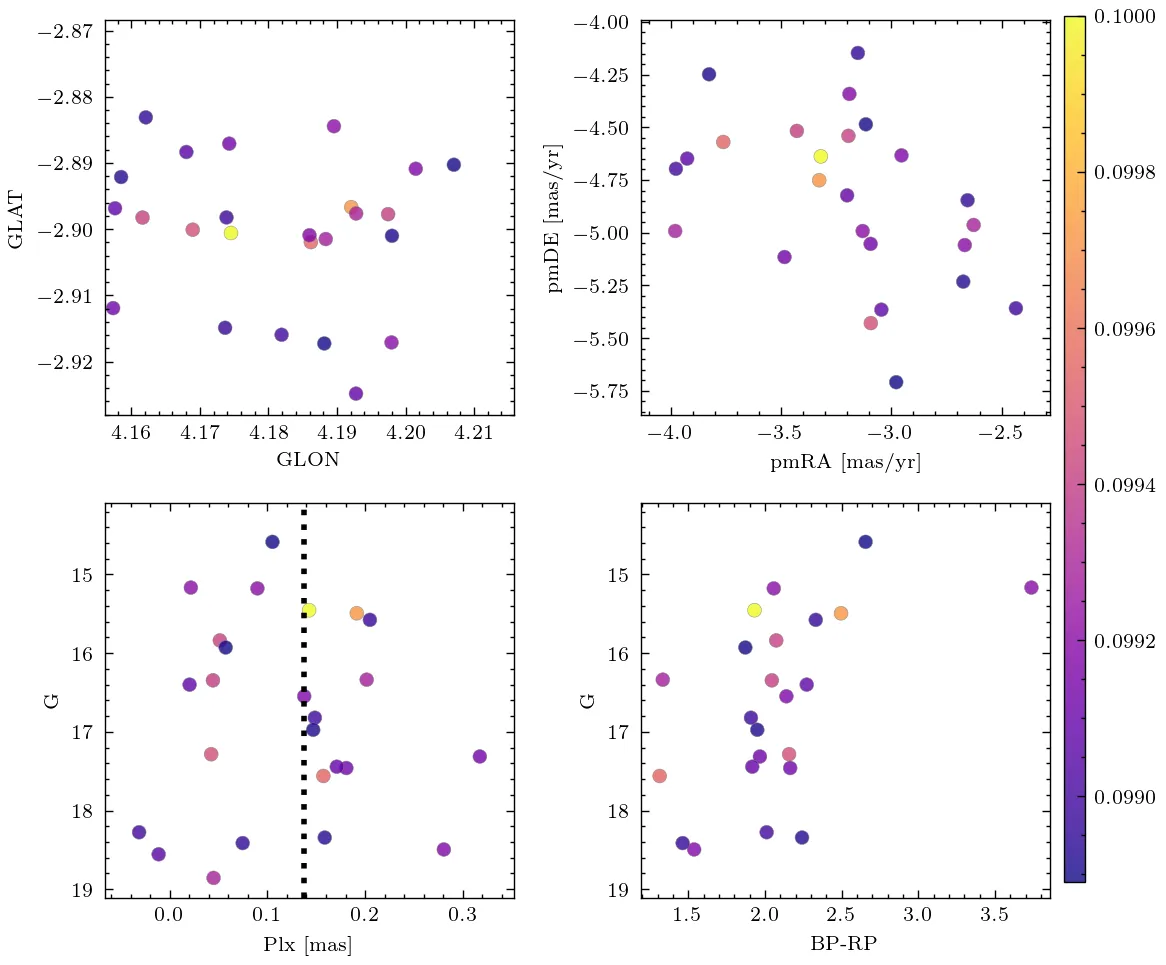 −2.87
−2.88
−2.89
−2.90
−2.91
−2.92
GLAT
4.16 4.17 4.18 4.19 4.20 4.21
GLON
−4.00
−4.25
−4.50
−4.75
−5.00
−5.25
−5.50
−5.75
pmDE [mas/yr]
−4.0 −3.5 −3.0 −2.5
pmRA [mas/yr]
15
16
17
18
19
G
0.0 0.1 0.2 0.3
Plx [mas]
15
16
17
18
19
G
1.5 2.0 2.5 3.0 3.5
BP-RP
0.1000
0.0998
0.0996
0.0994
0.0992
0.0990